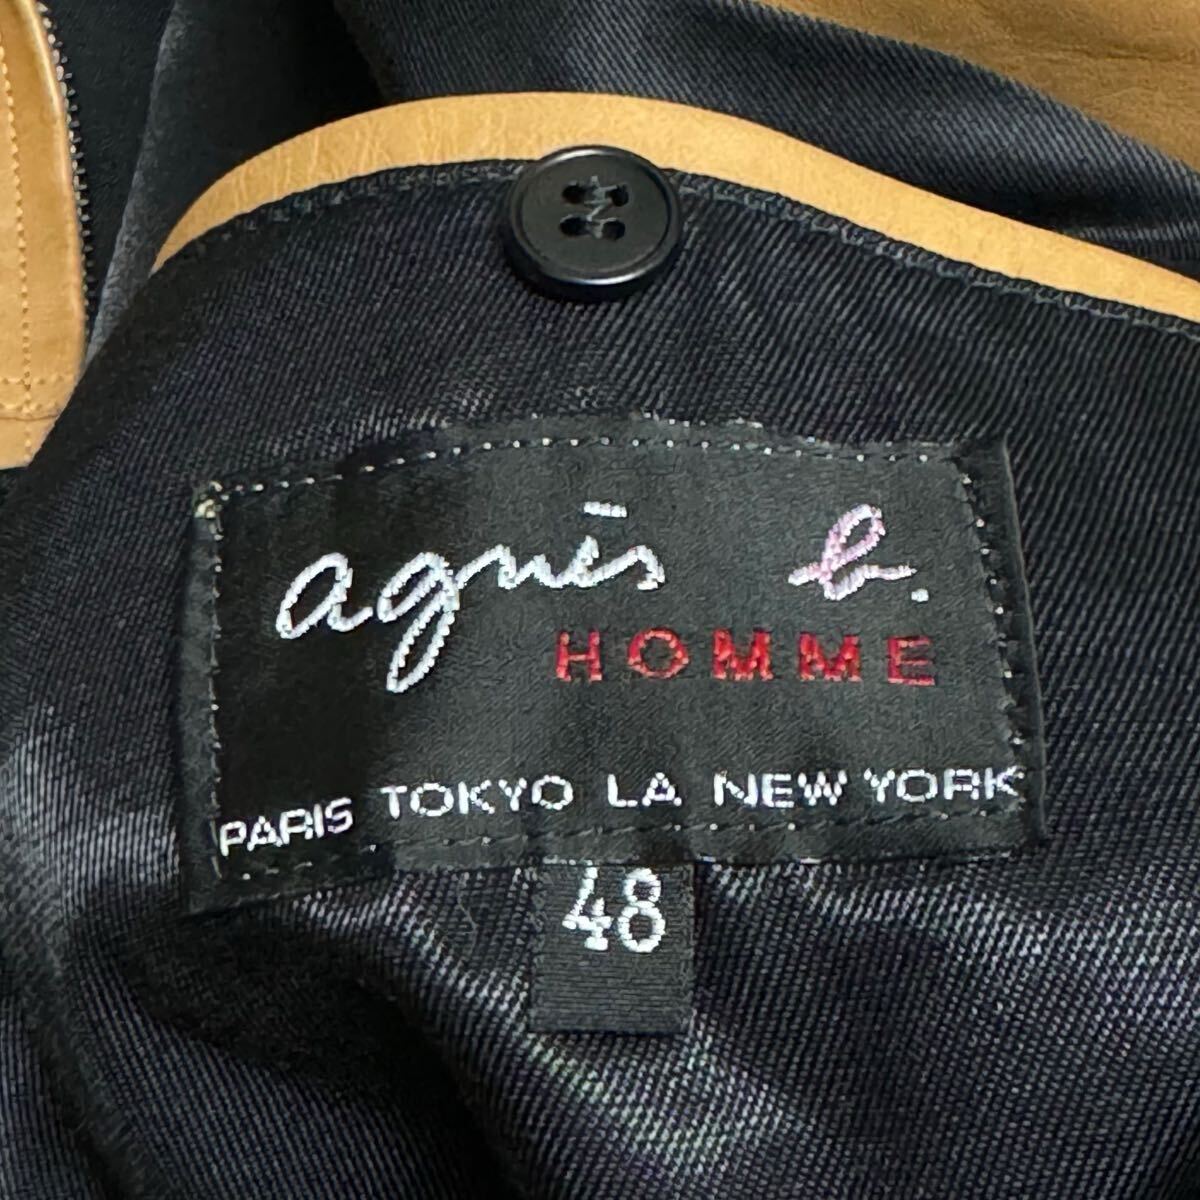 agnès b.
HOMME
PARIS TOKYO LA NEW YORK
48